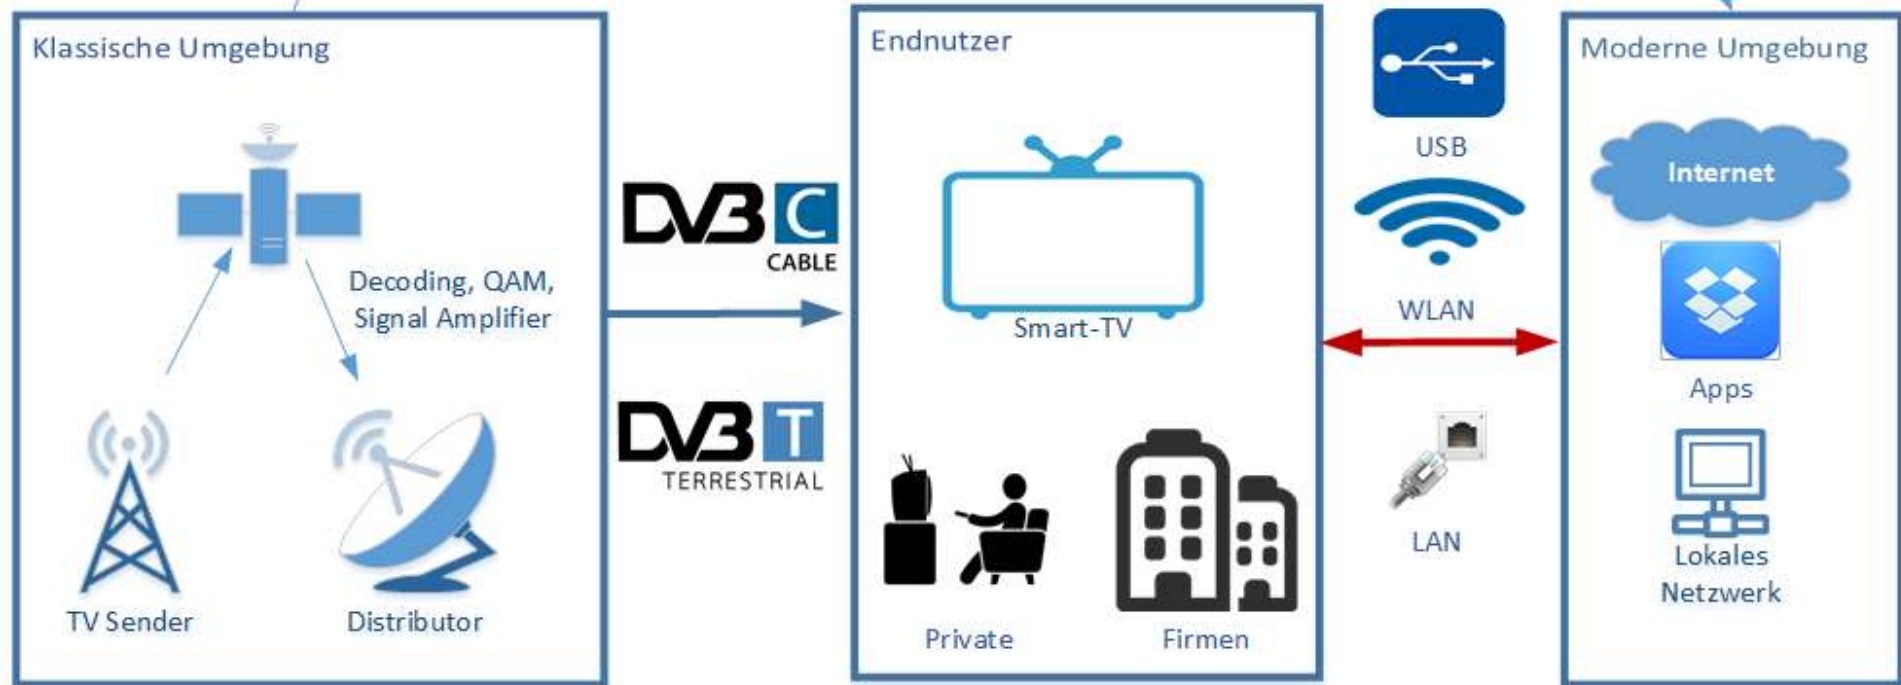 Klassische Umgebung
Decoding, QAM,
Signal Amplifier
TV Sender
Distributor
DVB C
CABLE
DVB T
TERRESTRIAL
Endnutzer
Smart-TV
Private
Firmen
USB
WLAN
LAN
Moderne Umgebung
Internet
Apps
Lokales
Netzwerk